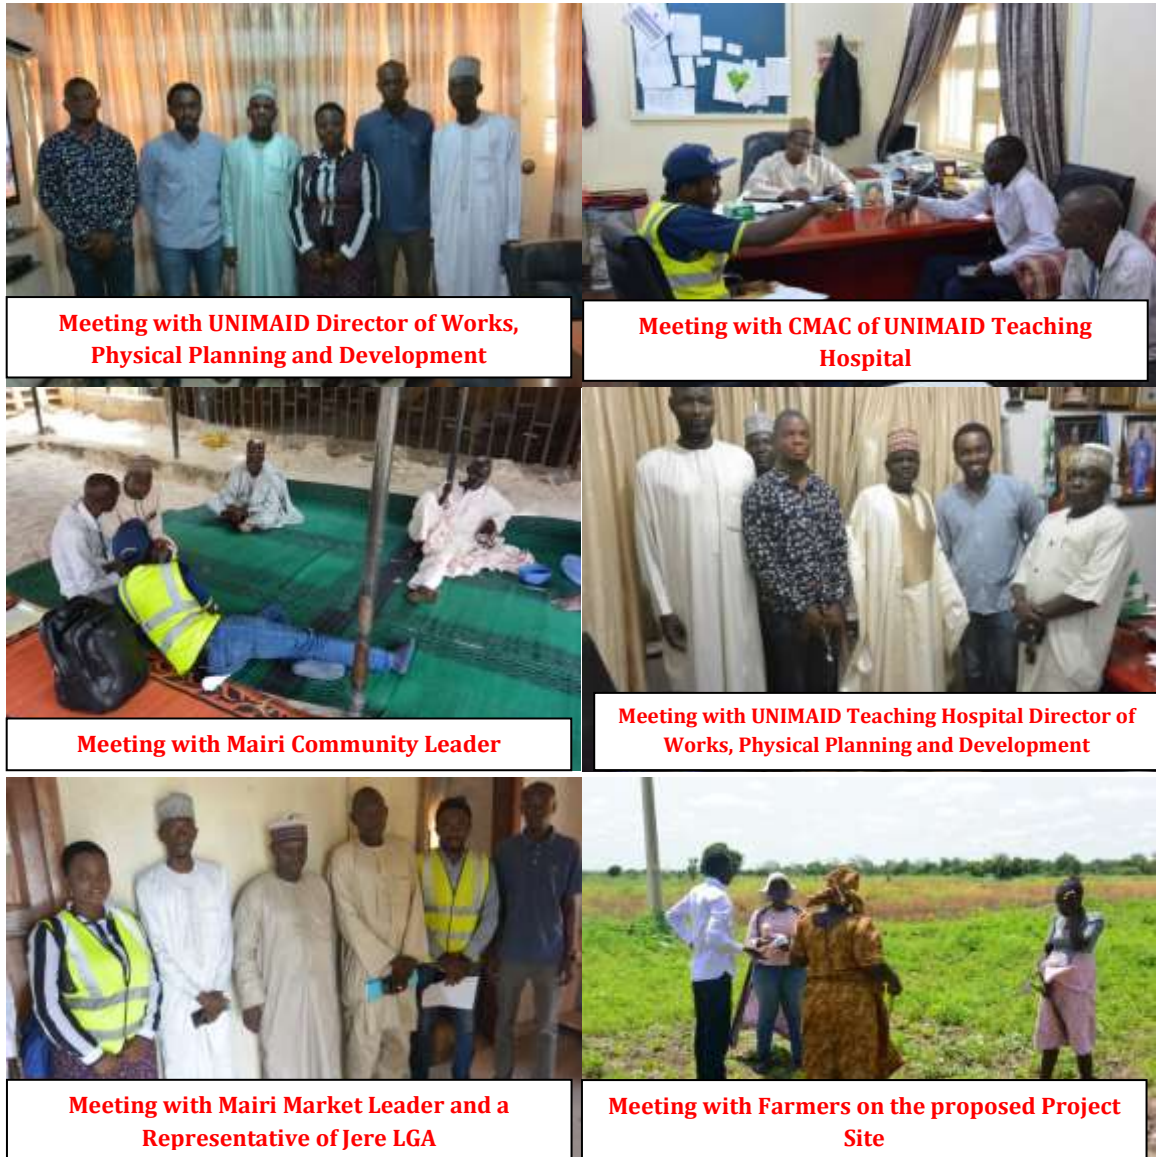 Meeting with UNIMAID Director of Works,
Physical Planning and Development
Meeting with CMAC of UNIMAID Teaching
Hospital
Meeting with Mairi Community Leader
Meeting with UNIMAID Teaching Hospital Director of
Works, Physical Planning and Development
Meeting with Mairi Market Leader and a
Representative of Jere LGA
Meeting with Farmers on the proposed Project
Site